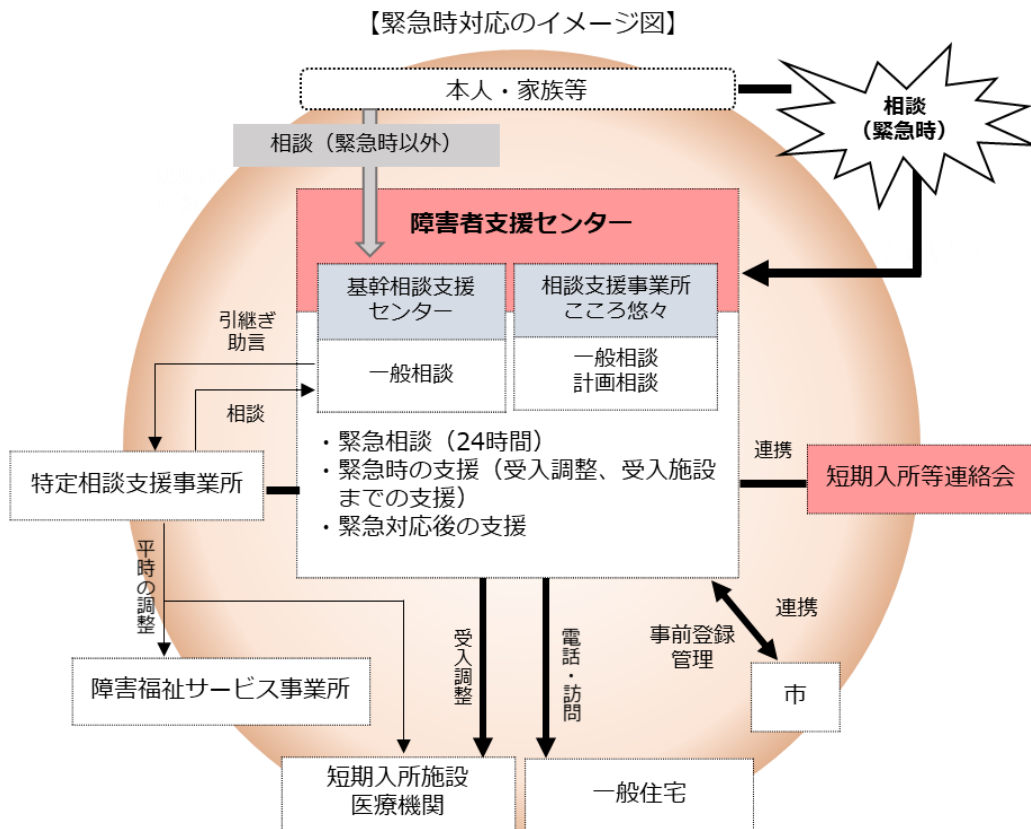 【緊急時対応のイメージ図】
本人・家族等
相談
（緊急時）
相談（緊急時以外）
障害者支援センター
基幹相談支援
センター
一般相談
相談支援事業所
こころ悠々
一般相談
計画相談
引継ぎ
助言
相談
・緊急相談（24時間）
・緊急時の支援（受入調整、受入施設
までの支援）
・緊急対応後の支援
特定相談支援事業所
連携
短期入所等連絡会
平時の調整
受入調整
電話・訪問
事前登録
管理
連携
障害福祉サービス事業所
市
短期入所施設
医療機関
一般住宅